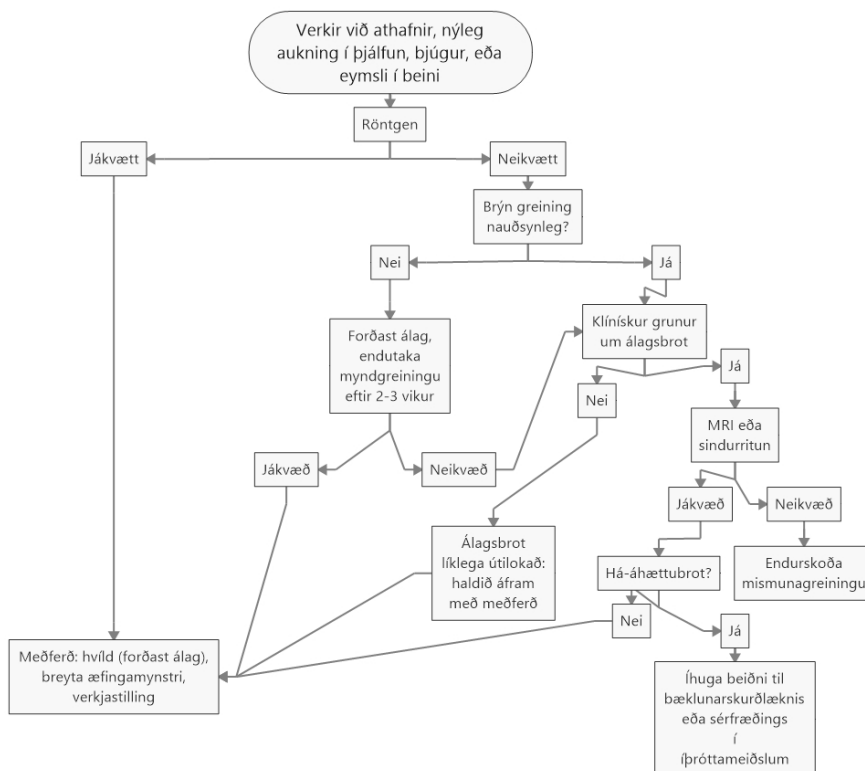 Verkir við athafnir, nýleg
aukning í þjálfun, bjúgur, eða
eymsli í beini
Röntgen
Jákvætt
Neikvætt
Brýn greining
nauðsynleg?
Nei
Já
Forðast álag,
endutaka
myndgreiningu
eftir 2-3 vikur
Klínískur grunur
um álagsbrot
Já
Nei
MRI eða
sindurritun
Jákvæð
Neikvæð
Jákvæð
Neikvæð
Álagsbrot
líklega útilokað:
haldið áfram
með meðferð
Há-áhættubrot?
Endurskoða
mismunagreiningu
Nei
Já
Meðferð: hvíld (forðast álag),
breyta æfingamynstri,
verkjastilling
Íhuga beiðni til
bæklunarskurðlæknis
eða sérfræðings
í
íþróttameiðslum